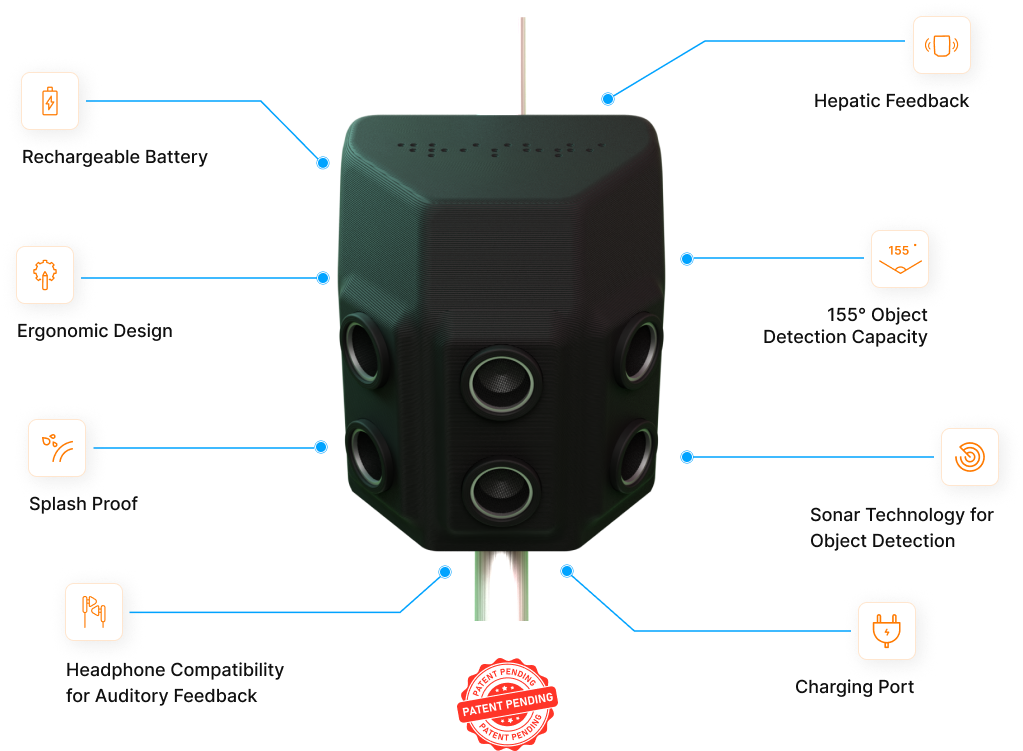 Hepatic Feedback
Rechargeable Battery
155°
Ergonomic Design
155° Object
Detection Capacity
Splash Proof
Sonar Technology for
Object Detection
Headphone Compatibility
for Auditory Feedback
Charging Port
PATENT PENDING
PATENT PENDING
PATENT PENDING